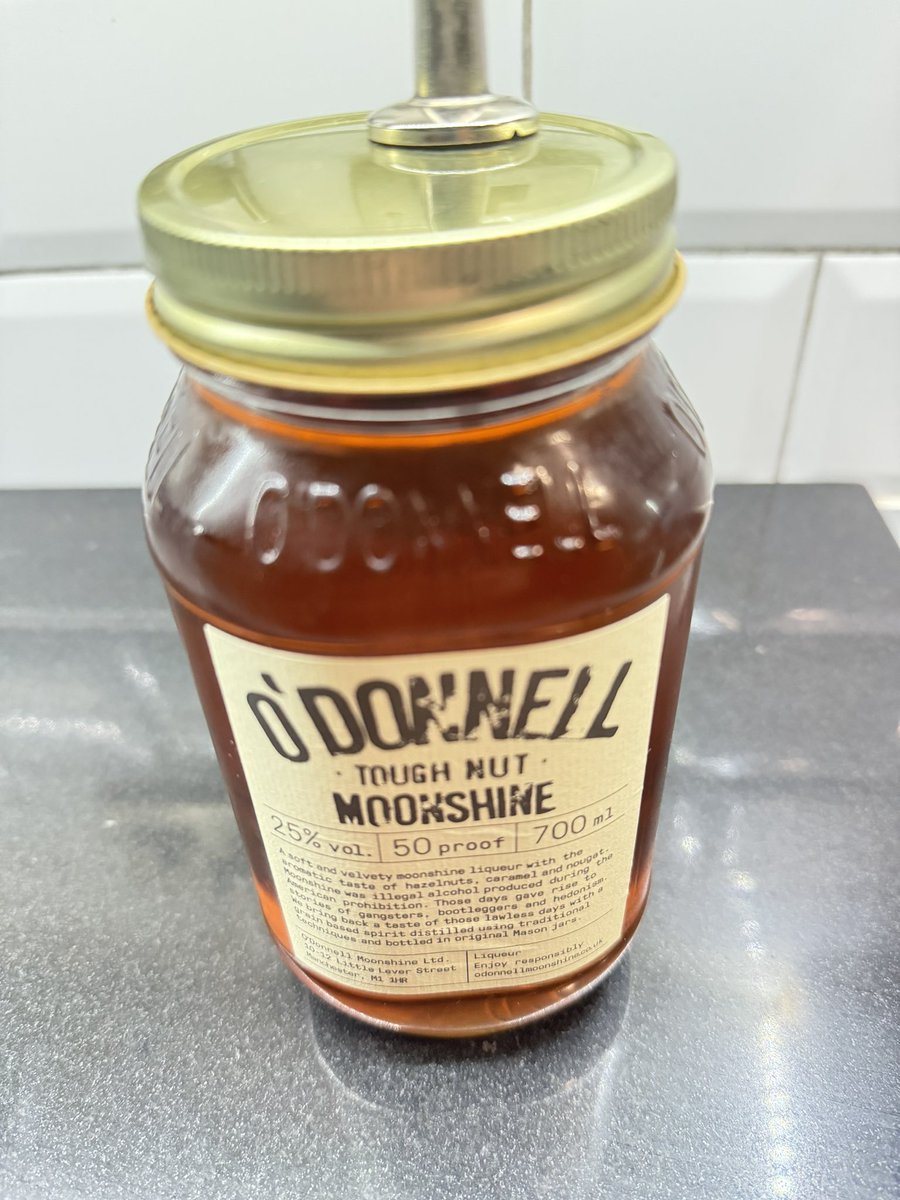 O'DONNELL
O'DONNELL
· TOUGH NUT ·
MOONSHINE
25% vol. 50 proof 700 ml
A soft and velvety moonshine liqueur with the
aromatic taste of hazelnuts, caramel and nougat.
Moonshine was illegal alcohol produced during the
American prohibition. Those days gave rise to
stories of gangsters, bootleggers and hedonism.
We bring back a taste of those lawless days with a
grain based spirit distilled using traditional
techniques and bottled in original Mason jars.
O'Donnell Moonshine Ltd.
10-12 Little Lever Street
Manchester, M1 1HR
Liqueur
Enjoy responsibly
odonnellmoonshine.co.uk